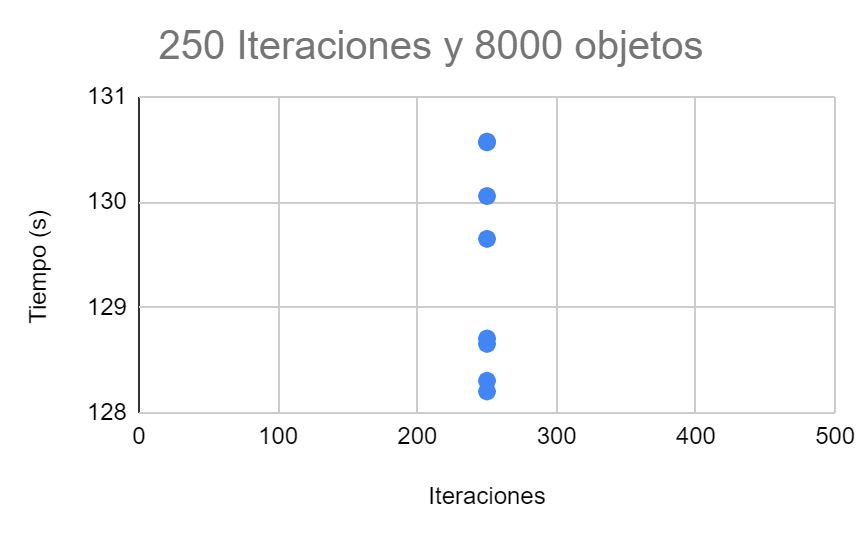 250 Iteraciones y 8000 objetos
131
130
129
128
Tiempo (s)
0 100 200 300 400 500
Iteraciones